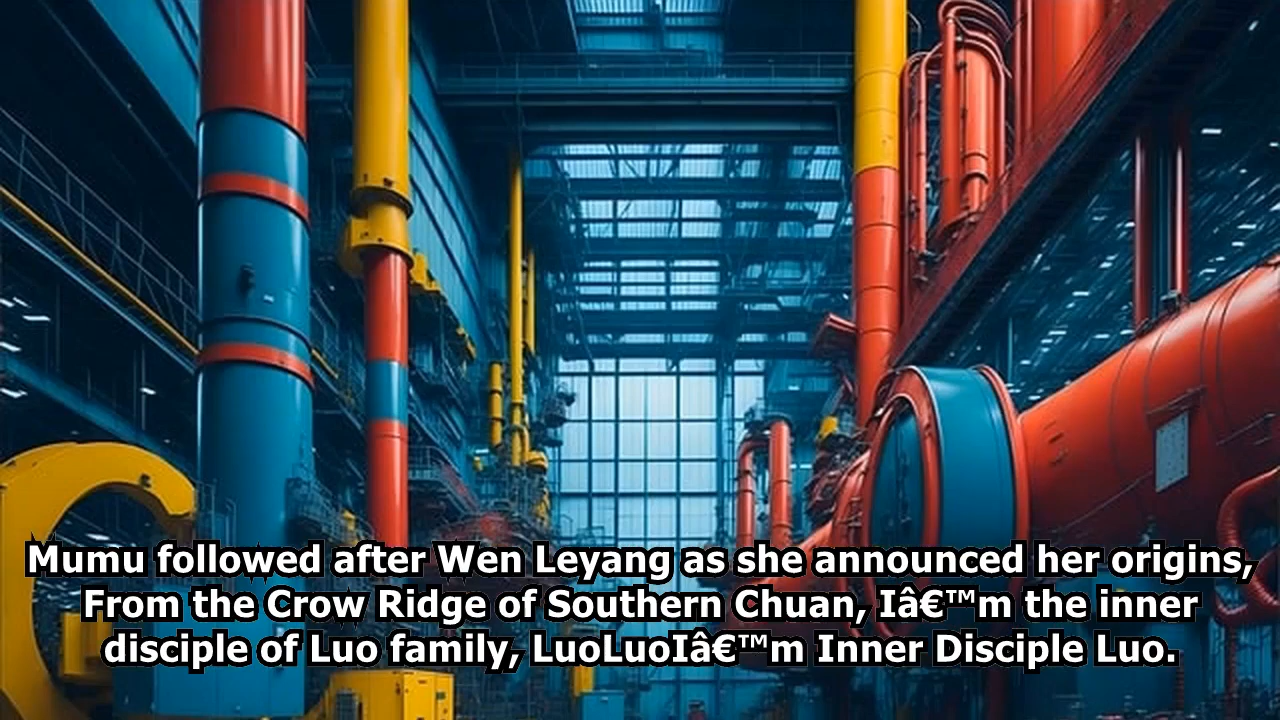 Mumu followed after Wen Leyang as she announced her origins,
From the Crow Ridge of Southern Chuan, Iâ€™m the inner
disciple of Luo family, LuoLuoIâ€™m Inner Disciple Luo.